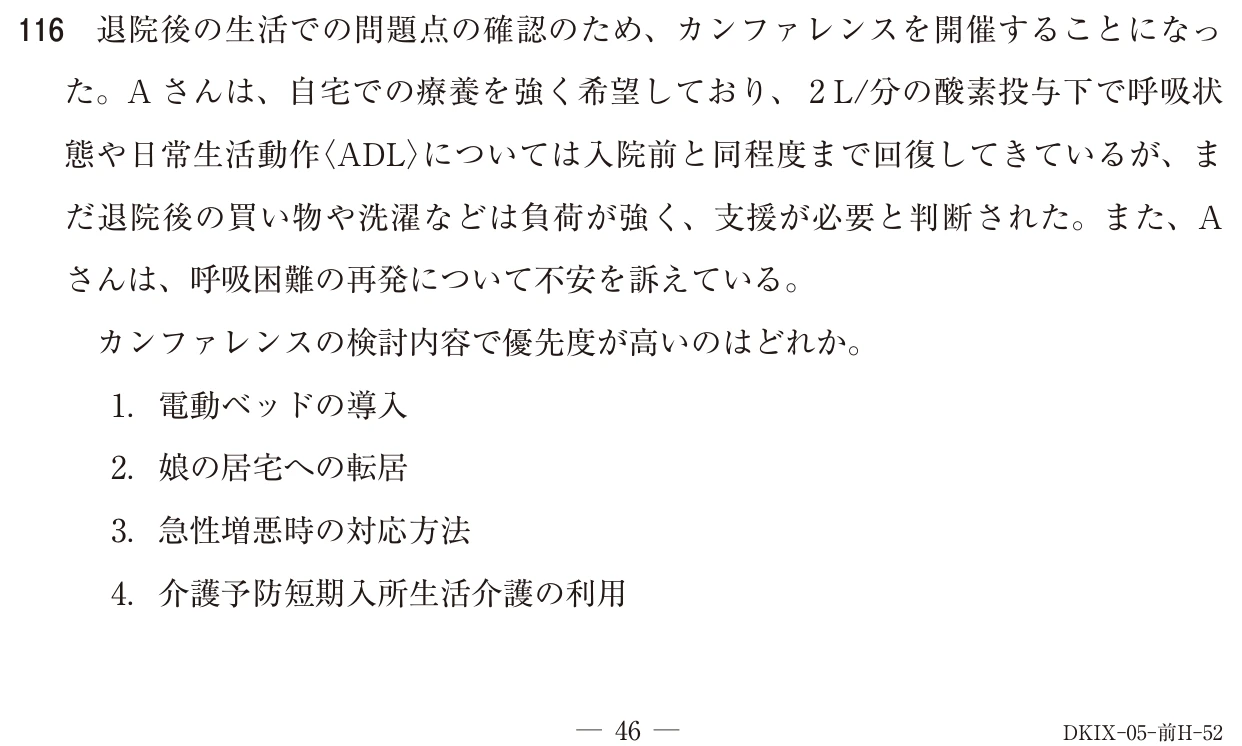 116 退院後の生活での問題点の確認のため、カンファレンスを開催することになっ
た。A さんは、自宅での療養を強く希望しており、2 L/分の酸素投与下で呼吸状
態や日常生活動作〈ADL〉については入院前と同程度まで回復してきているが、ま
だ退院後の買い物や洗濯などは負荷が強く、支援が必要と判断された。また、A
さんは、呼吸困難の再発について不安を訴えている。
カンファレンスの検討内容で優先度が高いのはどれか。
1. 電動ベッドの導入
2. 娘の居宅への転居
3. 急性増悪時の対応方法
4. 介護予防短期入所生活介護の利用
― 46 ―
DKIX-05-前H-52